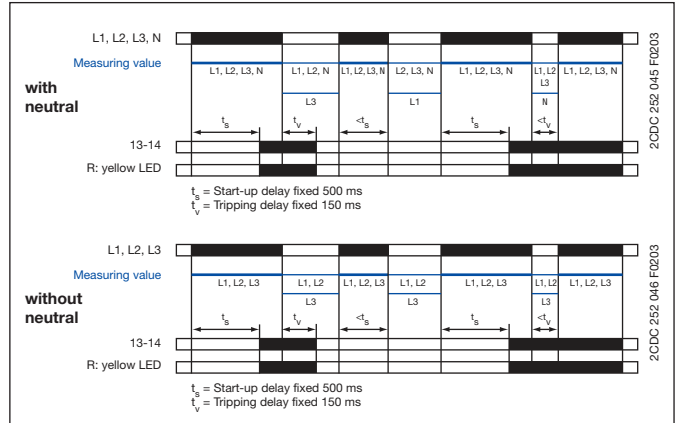 L1, L2, L3, N
Measuring value
L1, L2, L3, N L1, L2, N L1, L2, L3, N L2, L3, N L1, L2, L3, N L1, L2 L1, L2, L3, N
L3
with
neutral
L3 L1 N
ts tv <ts ts <tv
13-14
R: yellow LED
ts = Start-up delay fixed 500 ms
tv = Tripping delay fixed 150 ms
2CDC 252 045 F0203
L1, L2, L3
Measuring value
L1, L2, L3 L1, L2 L1, L2, L3 L1, L2 L1, L2, L3 L1, L2 L1, L2, L3
without
neutral
L3 L3 L3
ts tv <ts ts <tv
13-14
R: yellow LED
ts = Start-up delay fixed 500 ms
tv = Tripping delay fixed 150 ms
2CDC 252 046 F0203